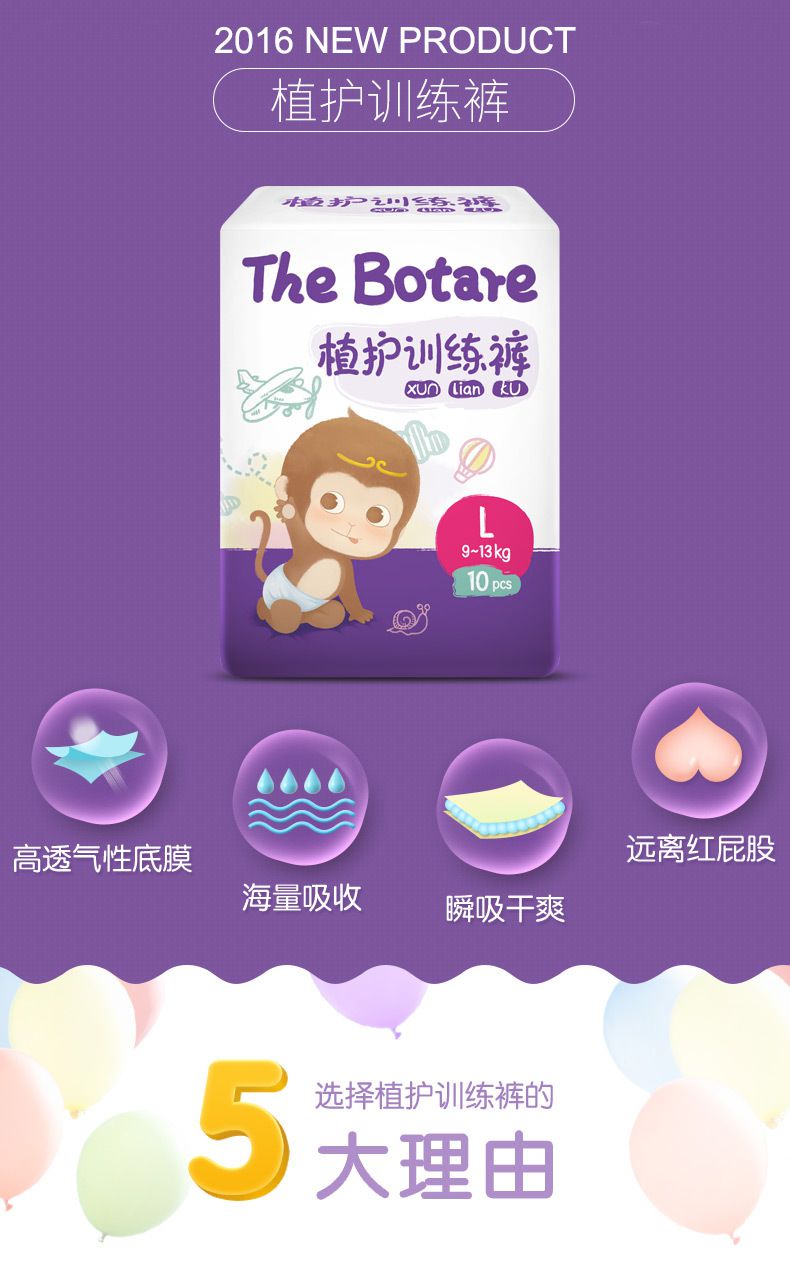 2016 NEW PRODUCT
植护训练裤
植护训练裤
xun lian kU
The Botare
植护训练裤
xun lian kU
L
9~13kg
10 pcs
高透气性底膜
海量吸收
瞬吸干爽
远离红屁股
5
选择植护训练裤的
大理由